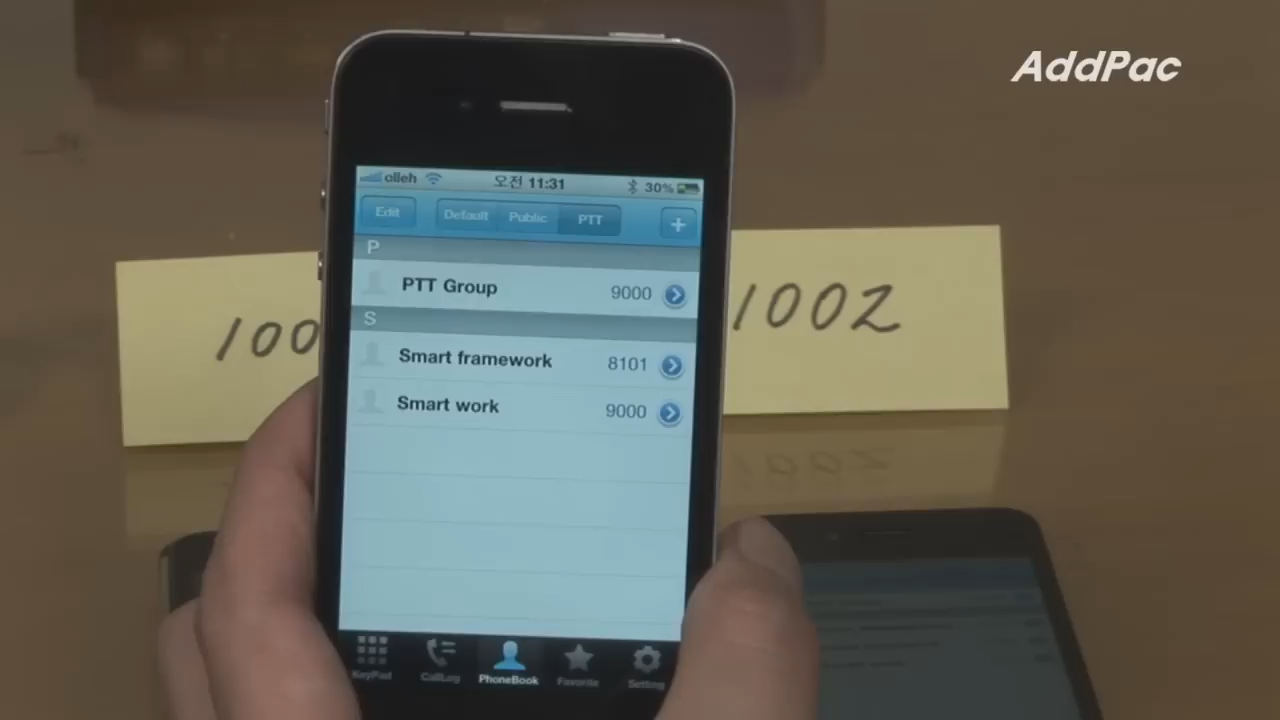 AddPac
olleh 오전 11:31 30%
Edit Default Public PTT +
P
PTT Group 9000
S
Smart framework 8101
Smart work 9000
KeyPad CallLog PhoneBook Favorite Setting
100
1002